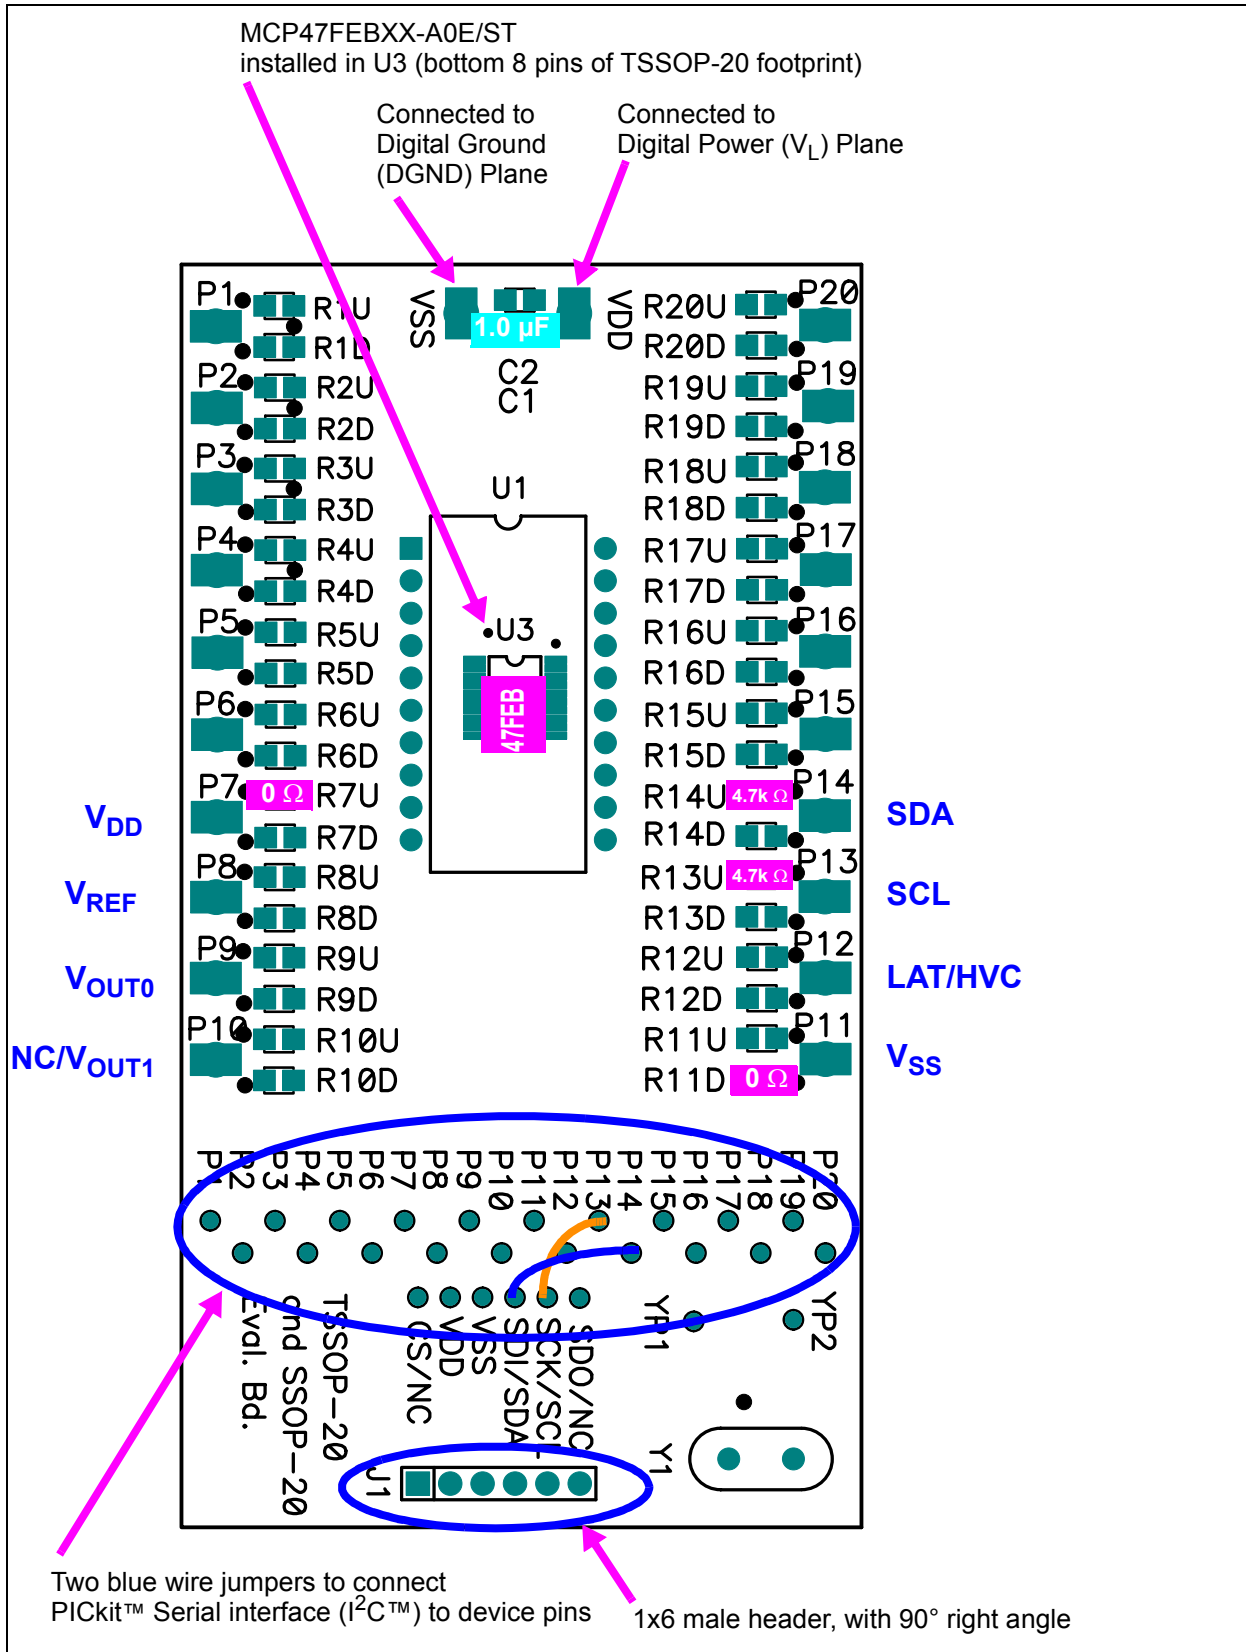 MCP47FEBXX-A0E/ST
installed in U3 (bottom 8 pins of TSSOP-20 footprint)
Connected to
Digital Ground
(DGND) Plane
Connected to
Digital Power (VL) Plane
VSS
1.0 µF
VDD
C2
C1
P1
R1U
R1D
P2
R2U
R2D
P3
R3U
R3D
P4
R4U
R4D
P5
R5U
R5D
P6
R6U
R6D
P7
0 Ω
R7U
R7D
P8
R8U
R8D
P9
R9U
R9D
P10
R10U
R10D
VDD
VREF
VOUT0
NC/VOUT1
U1
U3
47FEB
R20U
P20
R20D
R19U
P19
R19D
R18U
P18
R18D
R17U
P17
R17D
R16U
P16
R16D
R15U
P15
R15D
R14U
4.7k Ω
P14
R14D
R13U
4.7k Ω
P13
R13D
R12U
P12
R12D
R11U
P11
R11D
0 Ω
SDA
SCL
LAT/HVC
VSS
P1
P2
P3
P4
P5
P6
P7
P8
P9
P10
P11
P12
P13
P14
P15
P16
P17
P18
P19
P20
TSSOP-20
and SSOP-20
Eval. Bd.
CS/NC
VDD
VSS
SDI/SDA
SCK/SCL
SDO/NC
YP1
YP2
J1
Y1
Two blue wire jumpers to connect
PICkit™ Serial interface (I2C™) to device pins
1x6 male header, with 90° right angle